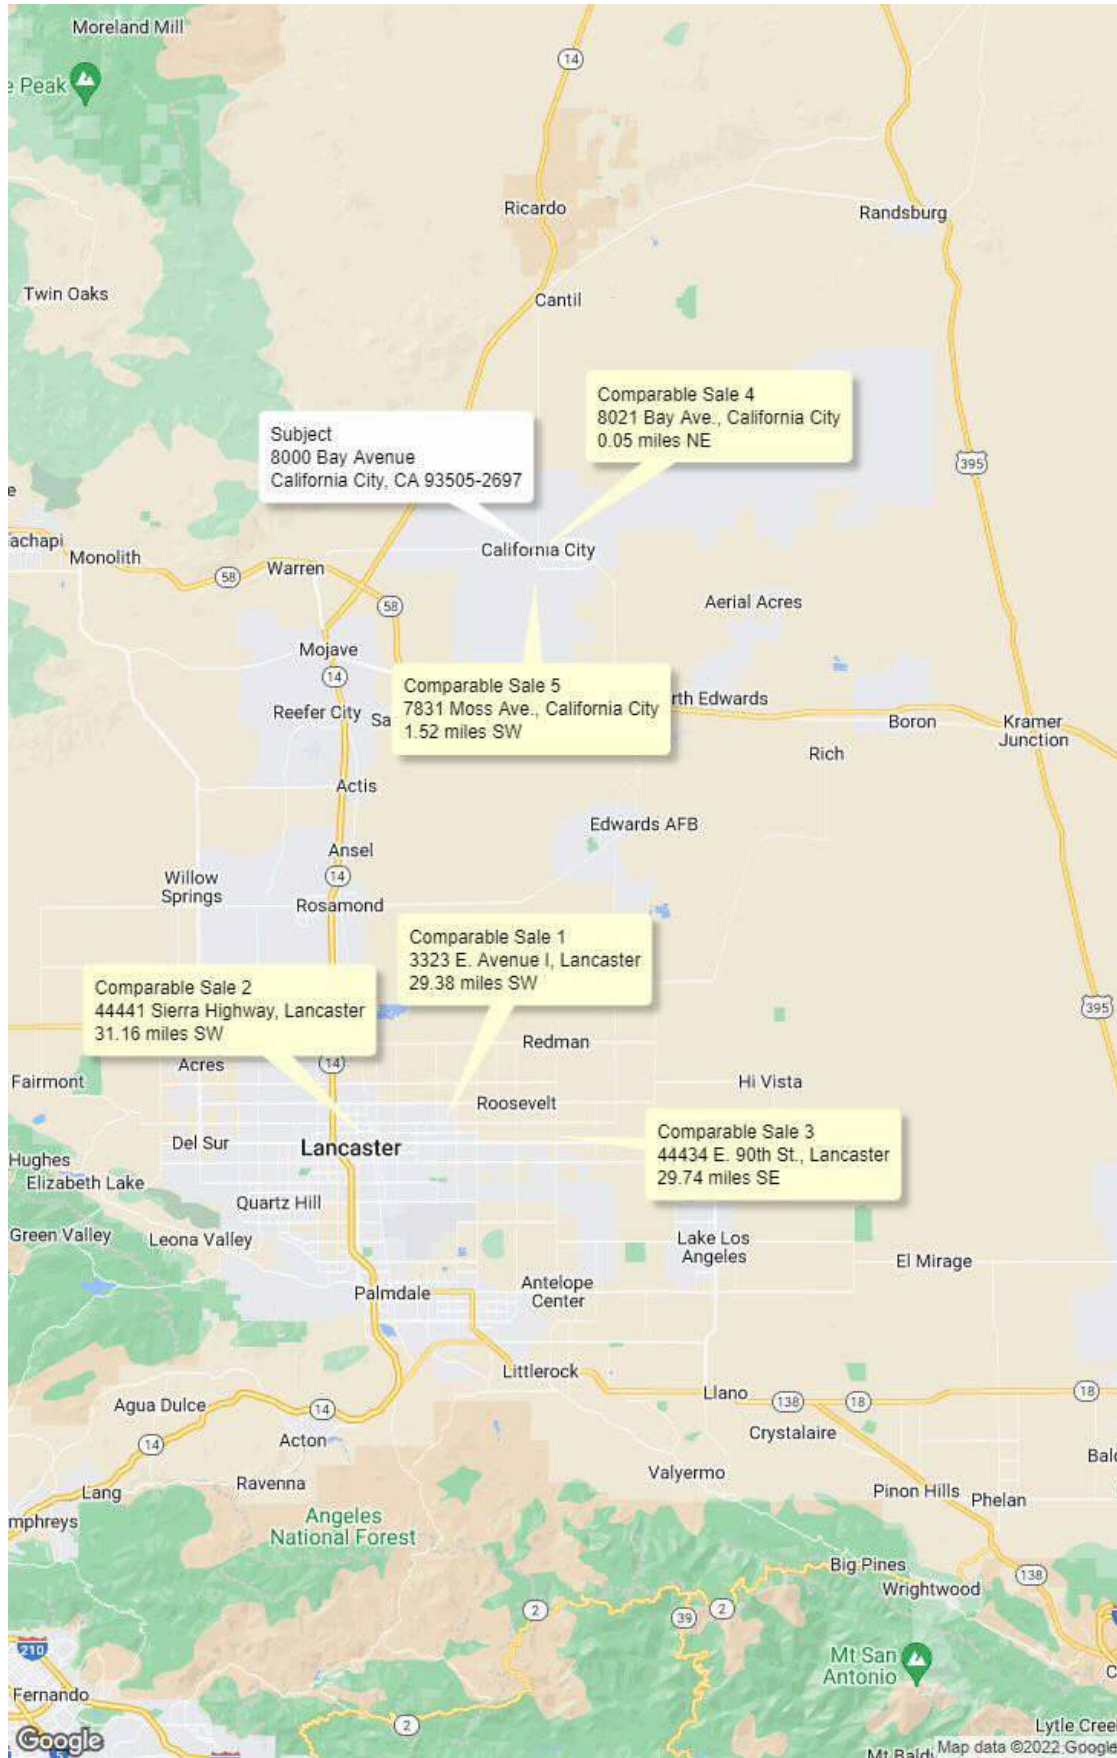 Moreland Mill
14
e Peak
Ricardo
Randsburg
Twin Oaks
Cantil
Comparable Sale 4
8021 Bay Ave., California City
0.05 miles NE
Subject
8000 Bay Avenue
California City, CA 93505-2697
395
e
achapi
California City
Monolith
Warren
58
58
Aerial Acres
Mojave
14
Comparable Sale 5
7831 Moss Ave., California City
1.52 miles SW
rth Edwards
Reefer City
Sa
Boron
Kramer
Junction
Rich
Actis
Edwards AFB
Ansel
14
Willow
Springs
Rosamond
Comparable Sale 1
3323 E. Avenue I, Lancaster
29.38 miles SW
Comparable Sale 2
44441 Sierra Highway, Lancaster
31.16 miles SW
395
Redman
Acres
14
Fairmont
Hi Vista
Roosevelt
Comparable Sale 3
44434 E. 90th St., Lancaster
29.74 miles SE
Del Sur
Lancaster
Hughes
Elizabeth Lake
Quartz Hill
Green Valley
Leona Valley
Lake Los
Angeles
El Mirage
Antelope
Center
Palmdale
Littlerock
Llano
18
138
18
Agua Dulce
14
Crystalaire
Acton
14
Bald
Valyermo
Ravenna
Lang
Pinon Hills
Phelan
Angeles
National Forest
mphreys
Big Pines
Wrightwood
138
2
39
2
210
Mt San
Antonio
C
Fernando
2
Lytle Cree
Google
5
Mt Bald
Map data ©2022 Google